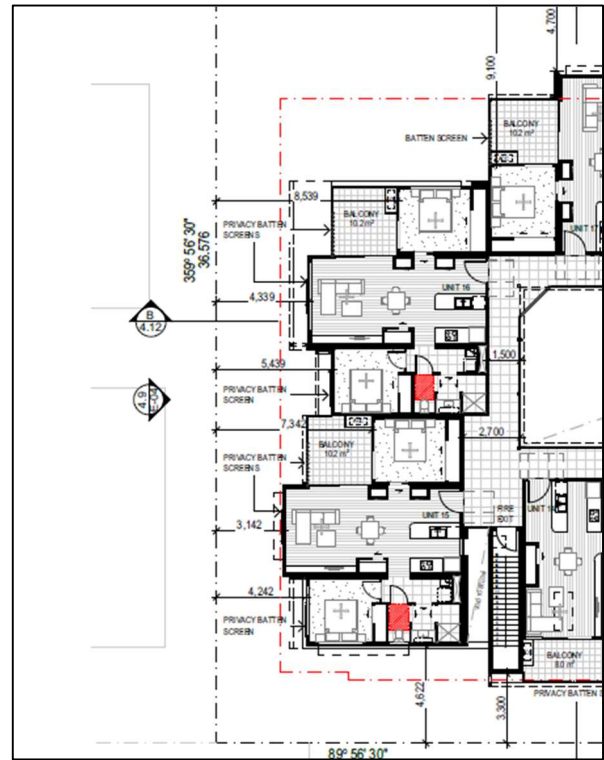 4,700
9,100
BALCONY
10.2 m²
BATTEN SCREEN
8,539
BALCONY
10.2 m²
UNIT 17
PRIVACY BATTEN
SCREENS
359° 56' 30"
36.576
UNIT 16
4,339
B
4.12
1,500
5,439
PRIVACY BATTEN
SCREEN
4.9
E-04
7,342
BALCONY
10.2 m²
2,700
PRIVACY BATTEN
SCREENS
UNIT 15
FIRE
EXIT
3,142
4,242
PRIVACY BATTEN
SCREEN
BALCONY
8.0 m²
4,622
3,300
PRIVACY BATTEN S
89° 56' 30"